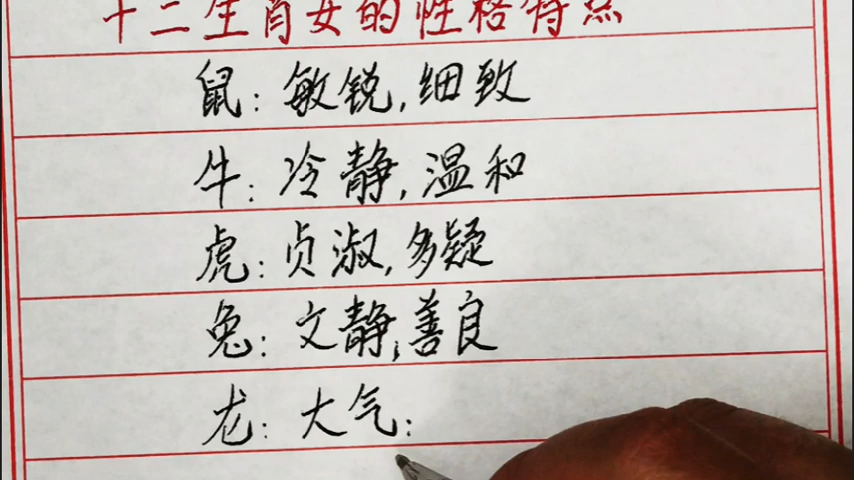 十二生肖女的性格特点
鼠：敏锐，细致
牛：冷静，温和
虎：贞淑，多疑
兔：文静，善良
龙：大气；